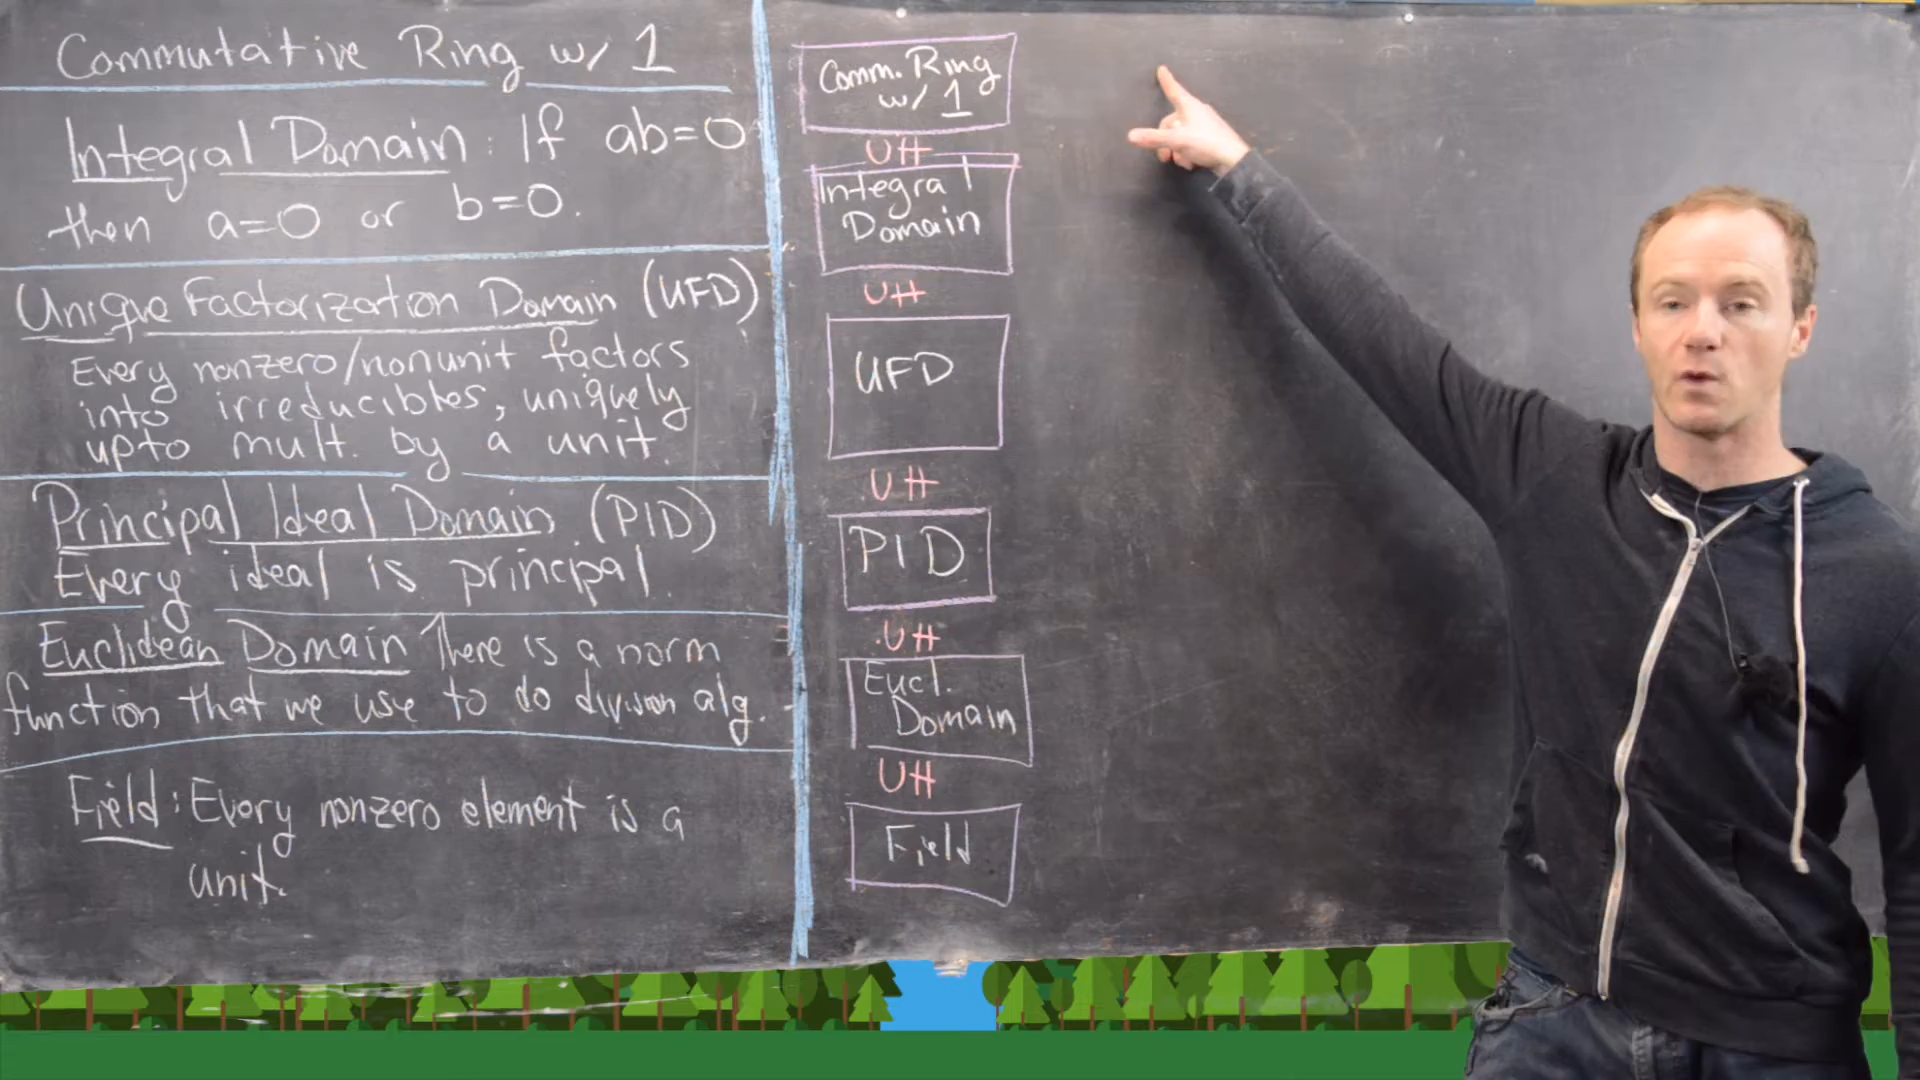 Commutative Ring w/ 1
Integral Domain: If ab=0
then a=0 or b=0.
Unique Factorization Domain (UFD)
Every nonzero/nonunit factors
into irreducibles, uniquely
upto mult. by a unit.
Principal Ideal Domain (PID)
Every ideal is principal.
Euclidean Domain There is a norm
function that we use to do division alg.
Field: Every nonzero element is a
unit.
Comm. Ring
w/ 1
U#
Integral
Domain
U#
UFD
U#
PID
U#
Eucl.
Domain
U#
Field